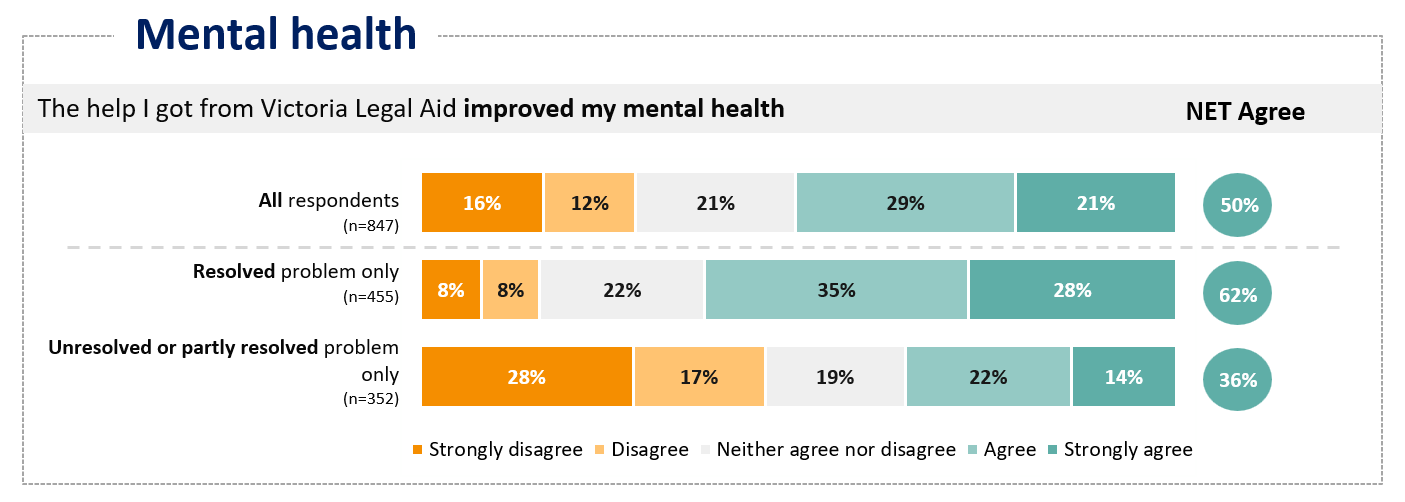 Mental health
The help I got from Victoria Legal Aid improved my mental health
NET Agree
All respondents
(n=847)
16% 12% 21% 29% 21% 50%
Resolved problem only
(n=455)
8% 8% 22% 35% 28% 62%
Unresolved or partly resolved problem
only
(n=352)
28% 17% 19% 22% 14% 36%
Strongly disagree Disagree Neither agree nor disagree Agree Strongly agree